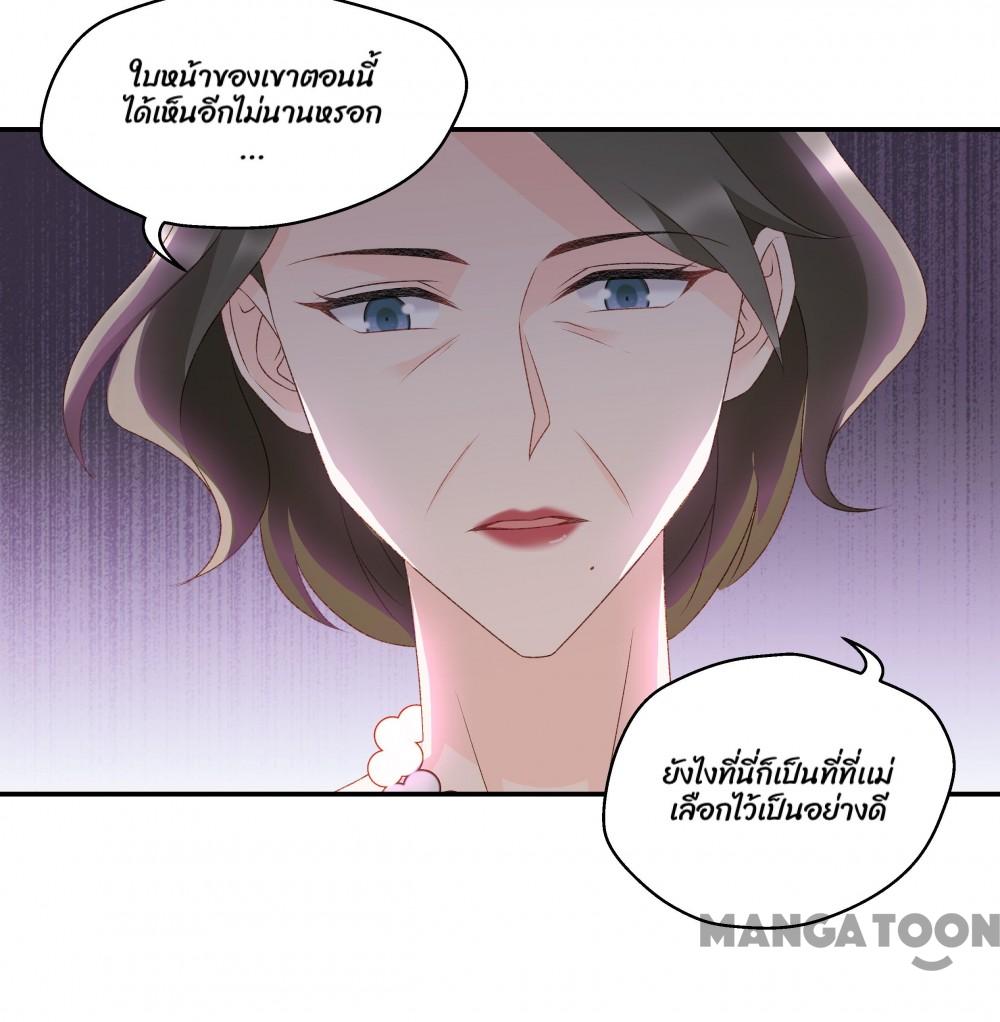 ใบหน้าของเขาตอนนี้
ได้เห็นอีกไม่นานหรอก
...
ยังไงที่นี่ก็เป็นที่ที่แม่
เลือกไว้เป็นอย่างดี
MANGATOON